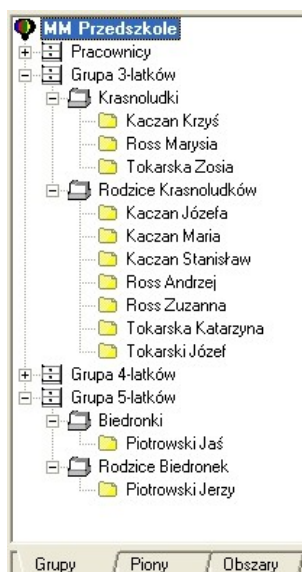 MM Przedszkole
Pracownicy
Grupa 3-latków
Krasnoludki
Kaczan Krzyś
Ross Marysia
Tokarska Zosia
Rodzice Krasnoludków
Kaczan Józefa
Kaczan Maria
Kaczan Stanisław
Ross Andrzej
Ross Zuzanna
Tokarska Katarzyna
Tokarski Józef
Grupa 4-latków
Grupa 5-latków
Biedronki
Piotrowski Jaś
Rodzice Biedronek
Piotrowski Jerzy
Grupy Piony Obszary